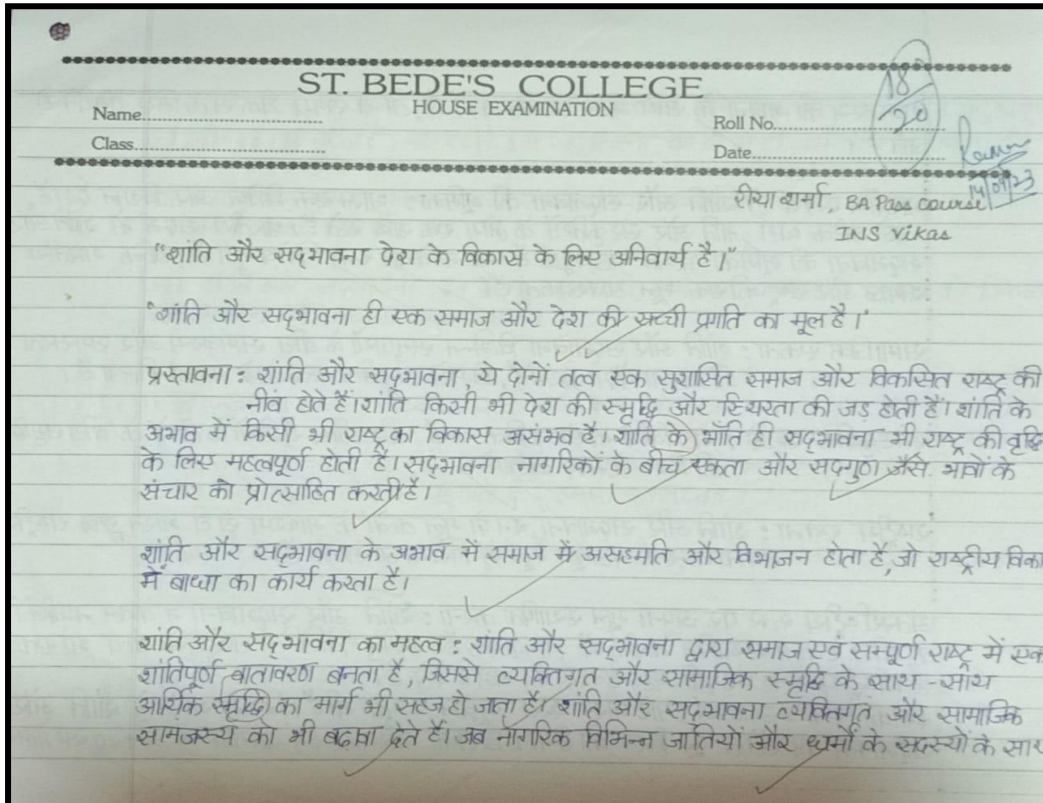 ST. BEDE'S COLLEGE
HOUSE EXAMINATION
Name..............................
Roll No.........................
Class..............................
Date.........................
18/20
14/09/23
रीया शर्मा, BA Pass Course
INS Vikas
"शांति और सद्‌भावना देश के विकास के लिए अनिवार्य है।"
"शांति और सद्‌भावना ही एक समाज और देश की सच्ची प्रगति का मूल है।'
प्रस्तावना : शांति और सद्‌भावना, ये दोनों तत्व एक सुशासित समाज और विकसित राष्ट्र की
नीव होते हैं। शांति किसी भी देश की स्मृद्धि और स्थिरता की जड़ होती है। शांति के
अभाव में किसी भी राष्ट्र का विकास असंभव है। शांति के भाँति ही सद्‌भावना भी राष्ट्र की वृद्धि
के लिए महत्वपूर्ण होती है। सद्‌भावना नागरिकों के बीच एकता और सद्‌गुण जैसे भावों के
संचार को प्रोत्साहित करती है।
शांति और सद्‌भावना के अभाव में समाज में असहमति और विभाजन होता है, जो राष्ट्रीय विका
में बाधा का कार्य करता है।
शांति और सद्‌भावना का महत्व : शांति और सद्‌भावना द्वारा समाज एवं सम्पूर्ण राष्ट्र में एक
शांतिपूर्ण वातावरण बनता है, जिससे व्यक्तिगत और सामाजिक स्मृद्धि के साथ-साथ
आर्थिक स्मृद्धि का मार्ग भी सहज हो जाता है। शांति और सद्‌भावना व्यक्तिगत और सामाजिक
सामंजस्य को भी बढ़ावा देते हैं। जब नागरिक विभिन्न जातियों और धर्मों के सदस्यों के साथ